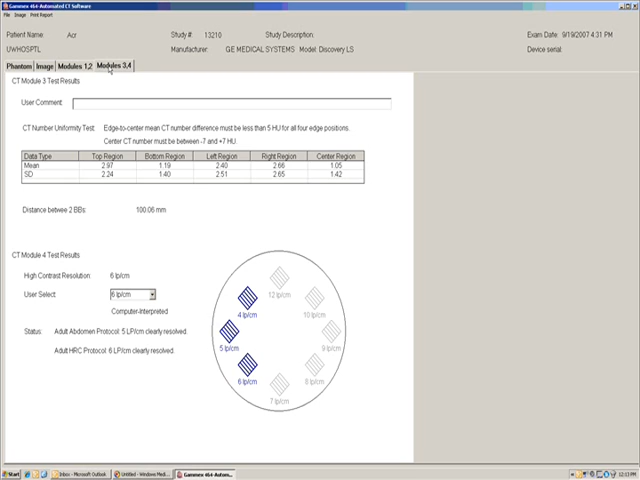 Gammex 464-Automated CT Software
File Image Print Report
Patient Name: Acr Study # 13210 Study Description: Exam Date: 9/19/2007 4:31 PM
UWHOSPTL Manufacturer: GE MEDICAL SYSTEMS Model: Discovery LS Device serial:
Phantom Image Modules 1,2 Modules 3,4
CT Module 3 Test Results
User Comment:
CT Number Uniformity Test: Edge-to-center mean CT number difference must be less than 5 HU for all four edge positions.
Center CT number must be between -7 and +7 HU.
Data Type Top Region Bottom Region Left Region Right Region Center Region
Mean 2.97 1.19 2.40 2.66 1.05
SD 2.24 1.40 2.51 2.65 1.42
Distance betwee 2 BBs: 100.06 mm
CT Module 4 Test Results
High Contrast Resolution: 6 lp/cm
User Select: 6 lp/cm
Computer-Interpreted
Status: Adult Abdomen Protocol: 5 LP/cm clearly resolved.
Adult HRC Protocol: 6 LP/cm clearly resolved.
12 lp/cm
4 lp/cm
10 lp/cm
5 lp/cm
9 lp/cm
6 lp/cm
8 lp/cm
7 lp/cm
Start Inbox - Microsoft Outlook Untitled - Windows Medi... Gammex 464-Autom... 12:13 PM